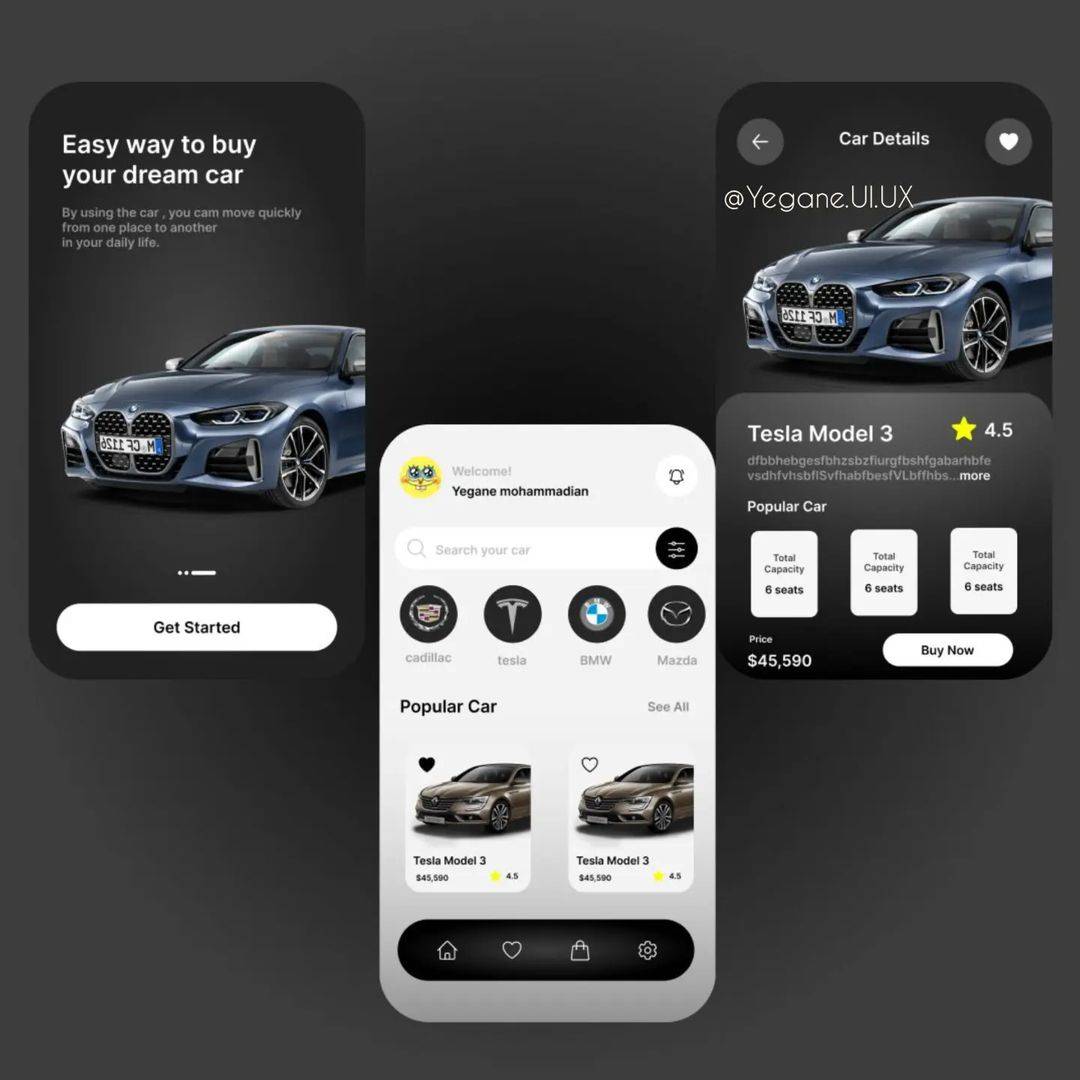 Easy way to buy
your dream car
By using the car , you cam move quickly
from one place to another
in your daily life.
M CF 1126
Get Started
Welcome!
Yegane mohammadian
Search your car
cadillac
tesla
BMW
Mazda
Popular Car
See All
Tesla Model 3
$45,590
4.5
Tesla Model 3
$45,590
4.5
Car Details
@Yegane.UI.UX
M CF 1126
Tesla Model 3
4.5
dfbbhebgesfbhzsbzfiurgfbshfgabarhbfe
vsdhfvhsbflSvfhabfbesfVLbffhbs...more
Popular Car
Total
Capacity
6 seats
Total
Capacity
6 seats
Total
Capacity
6 seats
Price
$45,590
Buy Now